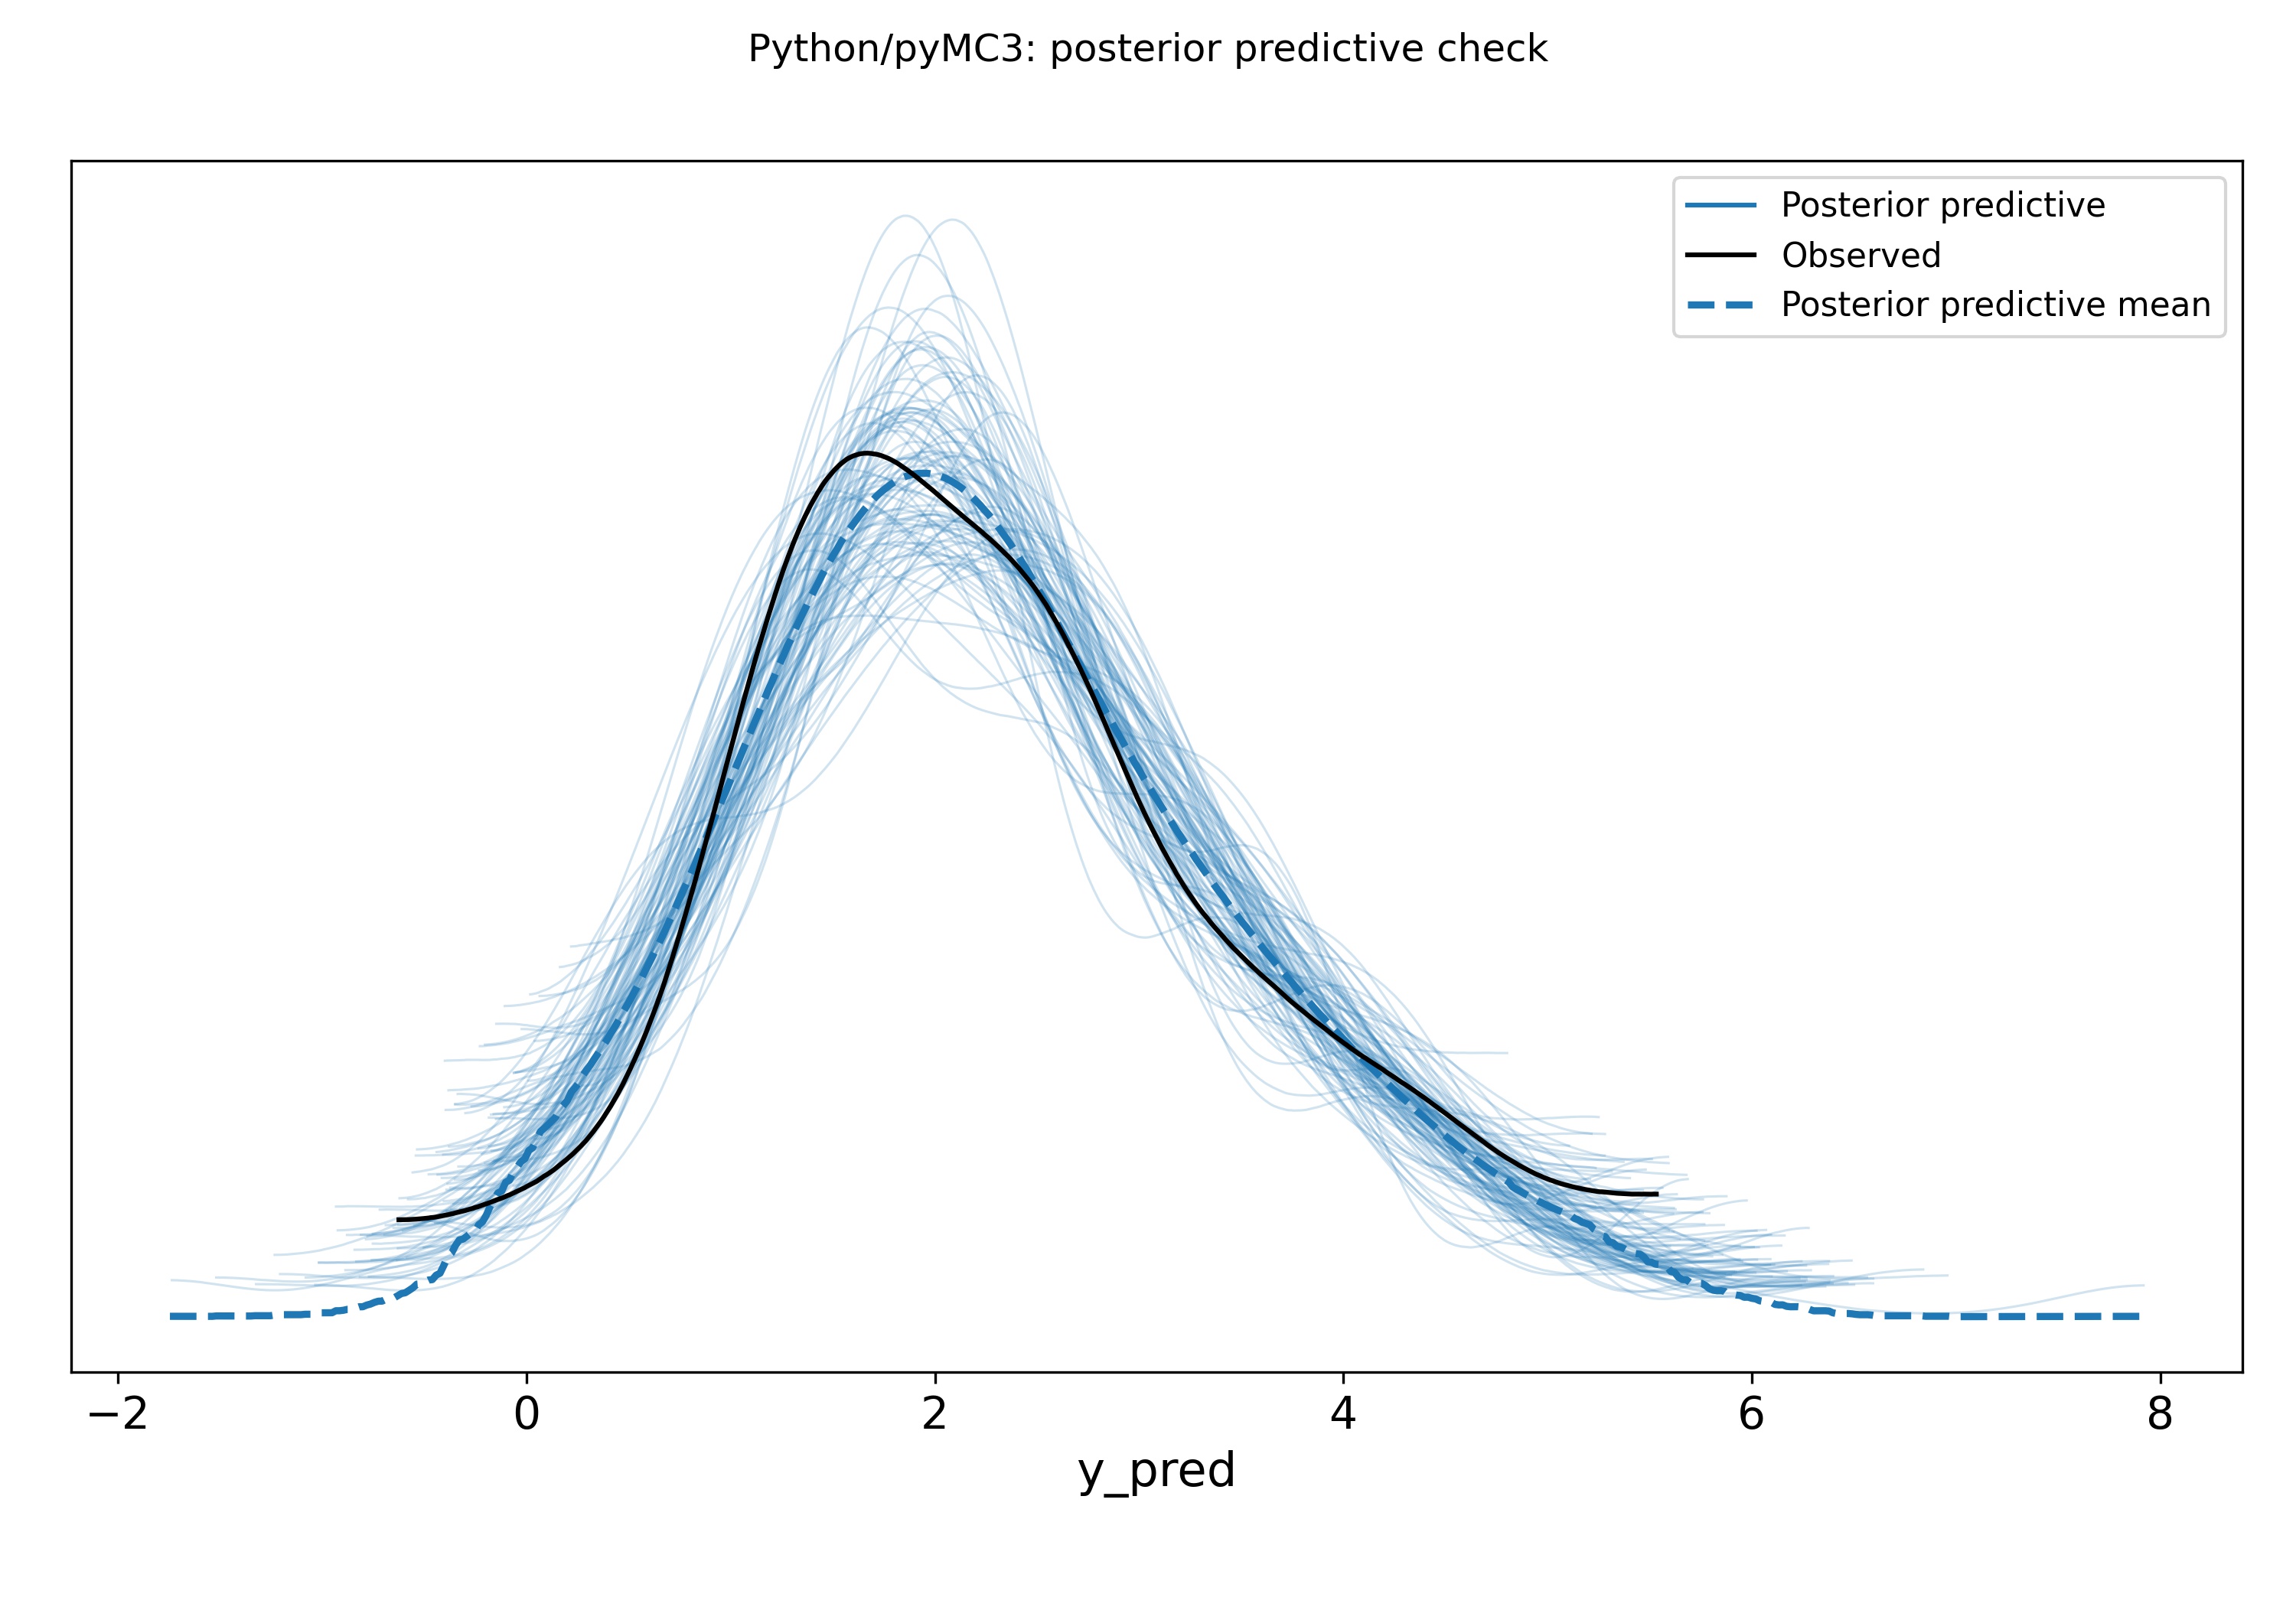 Python/pyMC3: posterior predictive check
Posterior predictive
Observed
Posterior predictive mean
−2 0 2 4 6 8
y_pred